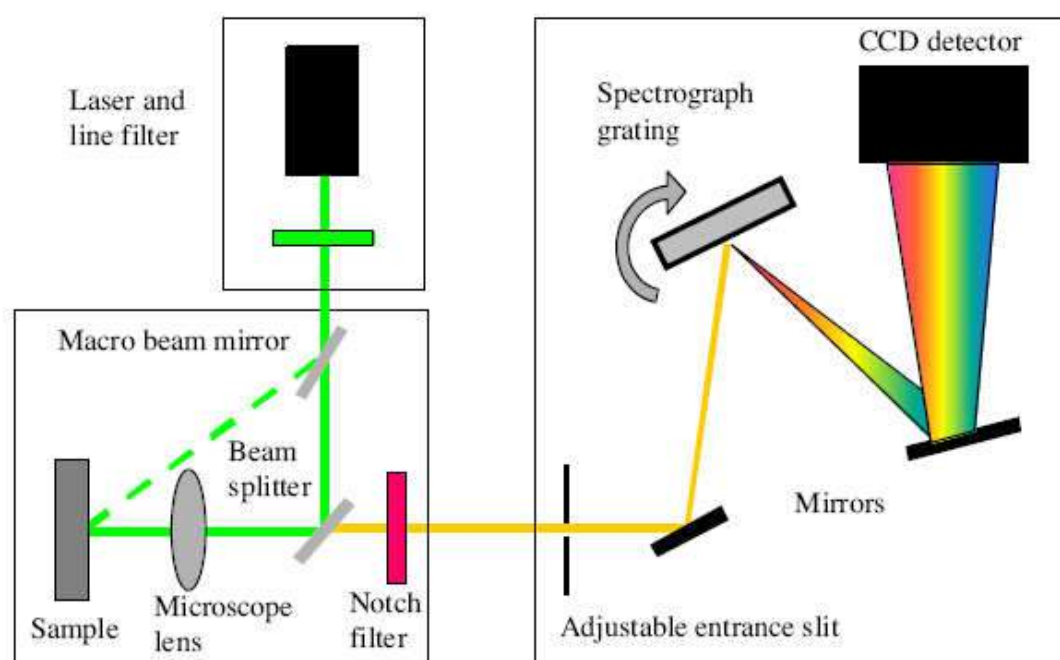 Laser and
line filter
Macro beam mirror
Beam
splitter
Sample
Microscope
lens
Notch
filter
CCD detector
Spectrograph
grating
Mirrors
Adjustable entrance slit